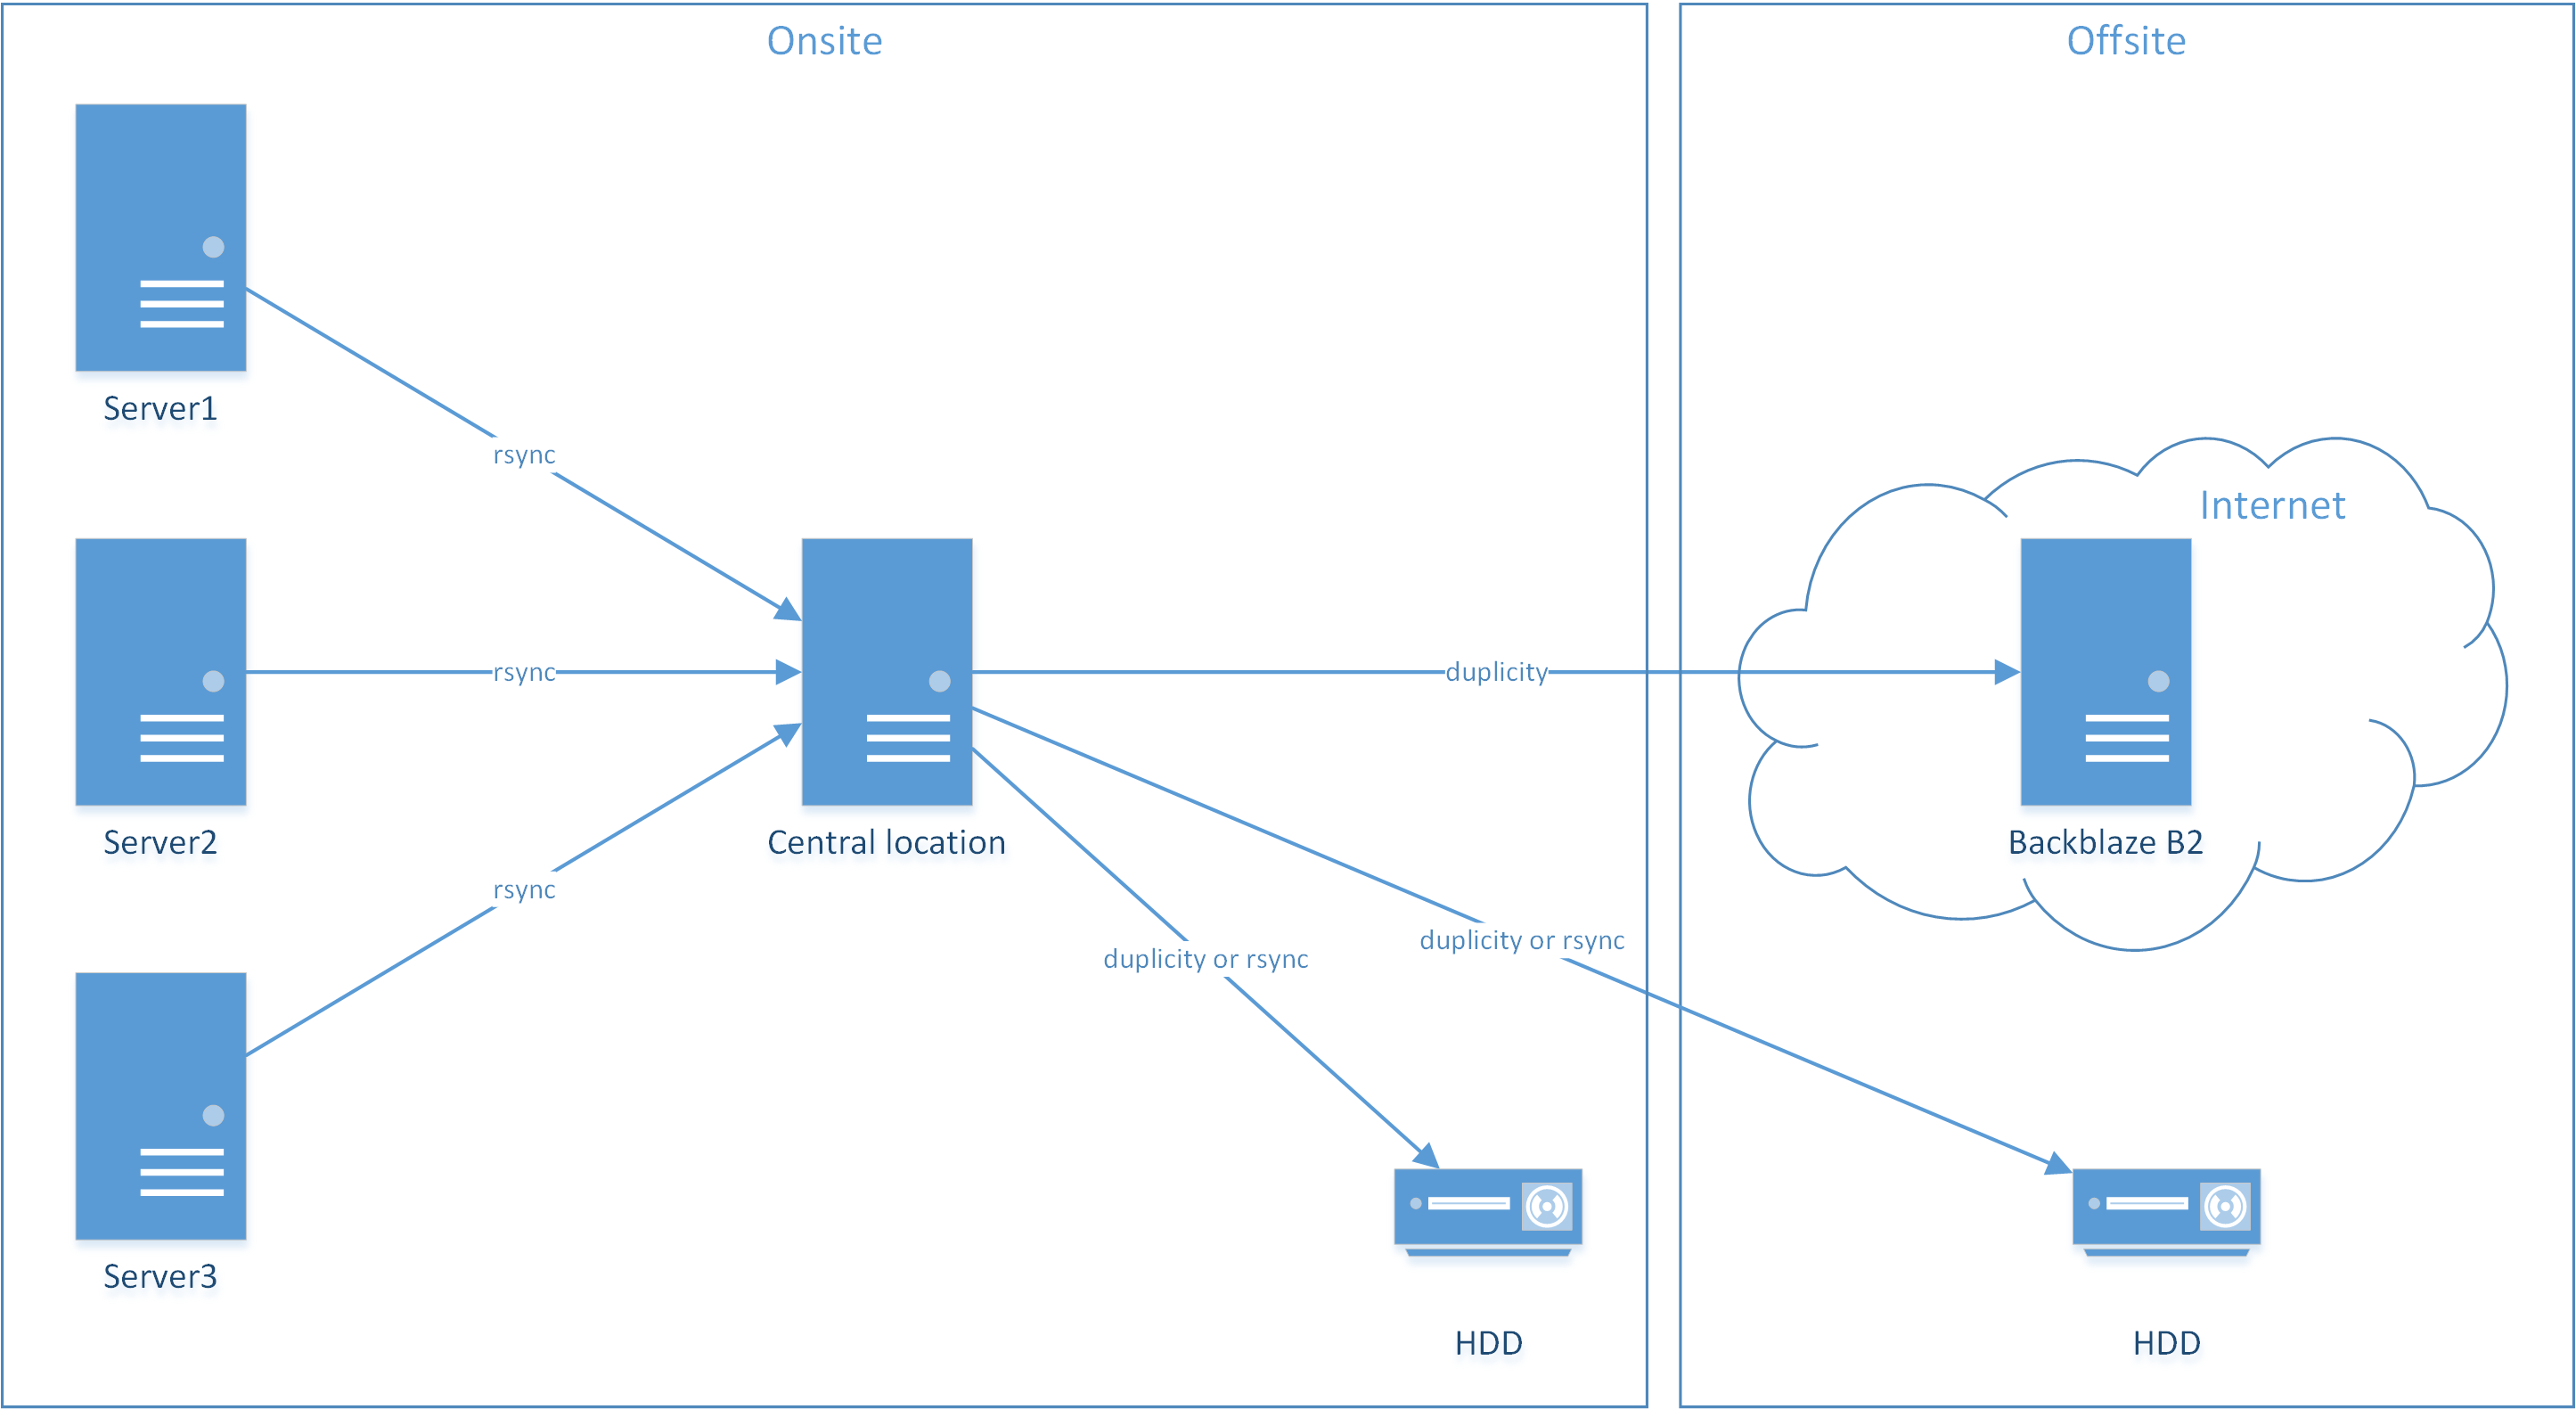 Onsite
Offsite
Server1
rsync
Internet
rsync
duplicity
Server2
Central location
Backblaze B2
rsync
duplicity or rsync
duplicity or rsync
Server3
HDD
HDD